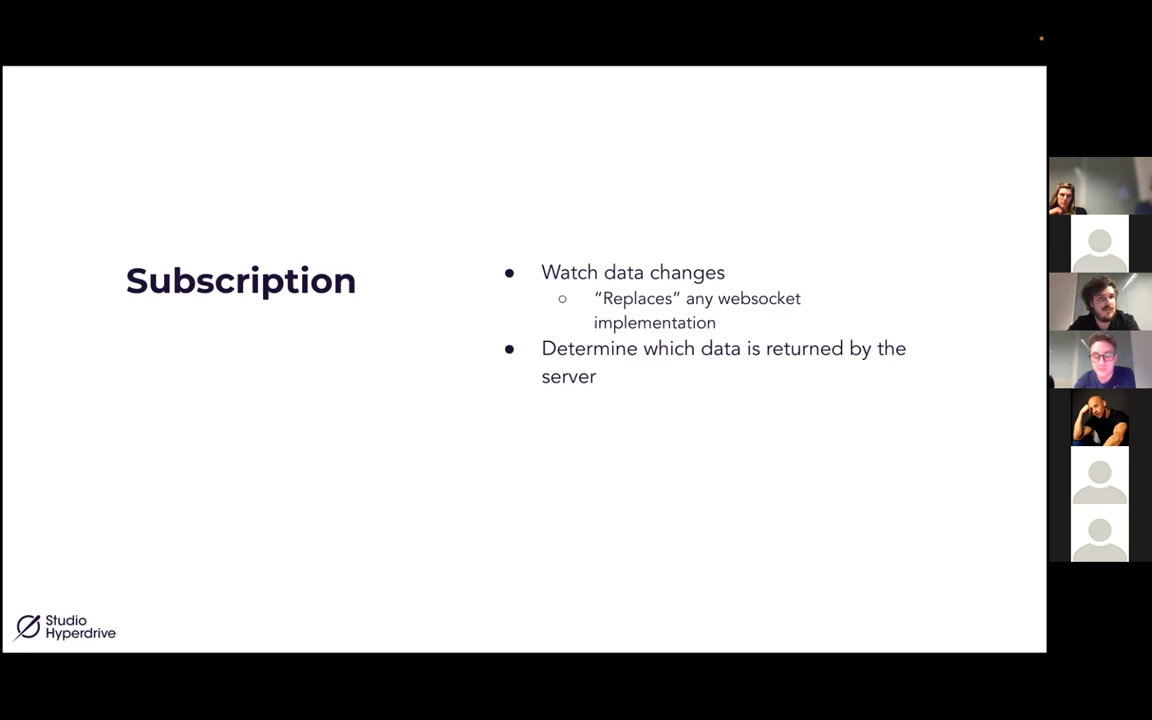 Subscription
● Watch data changes
○ “Replaces” any websocket
implementation
● Determine which data is returned by the
server
Studio
Hyperdrive